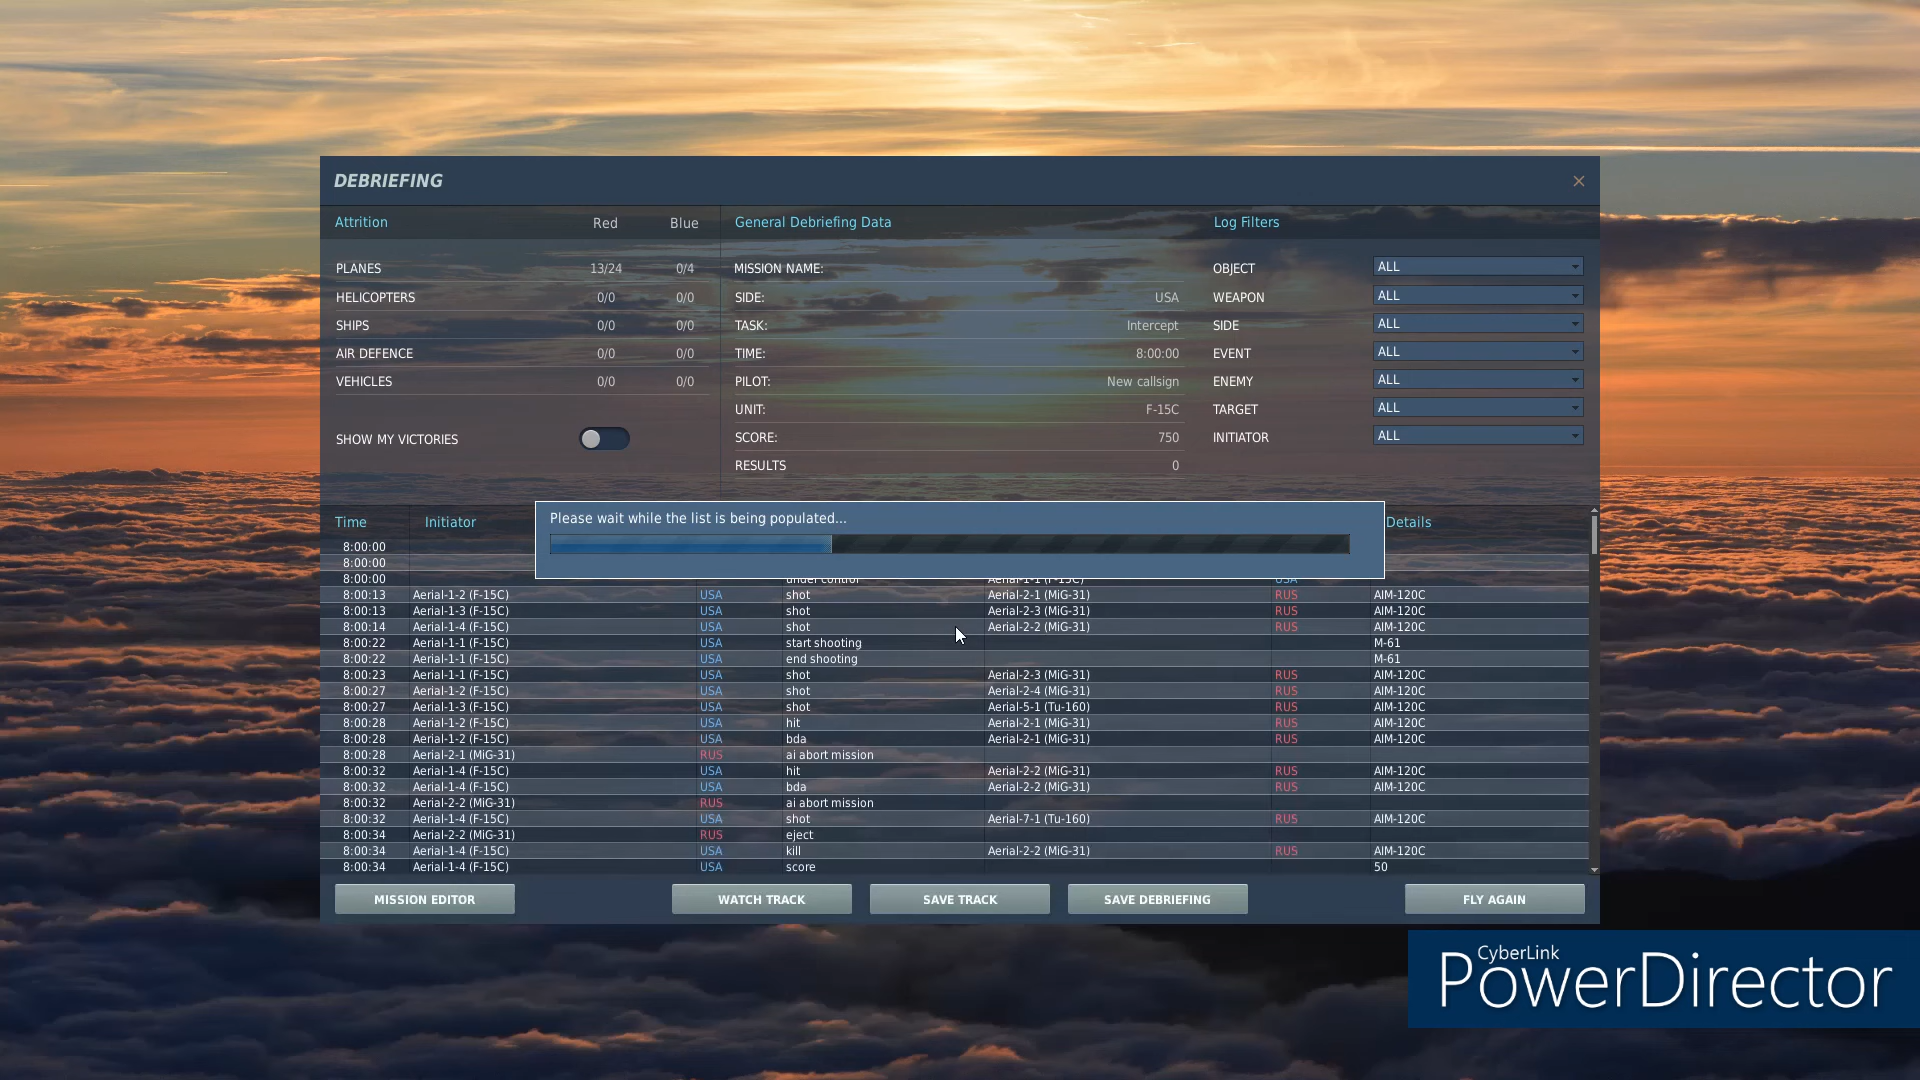 DEBRIEFING
Attrition Red Blue General Debriefing Data Log Filters
PLANES 13/24 0/4 MISSION NAME: OBJECT ALL
HELICOPTERS 0/0 0/0 SIDE: USA WEAPON ALL
SHIPS 0/0 0/0 TASK: Intercept SIDE ALL
AIR DEFENCE 0/0 0/0 TIME: 8:00:00 EVENT ALL
VEHICLES 0/0 0/0 PILOT: New callsign ENEMY ALL
UNIT: F-15C TARGET ALL
SHOW MY VICTORIES SCORE: 750 INITIATOR ALL
RESULTS 0
Please wait while the list is being populated...
Time Initiator Details
8:00:00
8:00:00
8:00:00 under control Aerial-1-1 (F-15C) USA
8:00:13 Aerial-1-2 (F-15C) USA shot Aerial-2-1 (MiG-31) RUS AIM-120C
8:00:13 Aerial-1-3 (F-15C) USA shot Aerial-2-3 (MiG-31) RUS AIM-120C
8:00:14 Aerial-1-4 (F-15C) USA shot Aerial-2-2 (MiG-31) RUS AIM-120C
8:00:22 Aerial-1-1 (F-15C) USA start shooting M-61
8:00:22 Aerial-1-1 (F-15C) USA end shooting M-61
8:00:23 Aerial-1-1 (F-15C) USA shot Aerial-2-3 (MiG-31) RUS AIM-120C
8:00:27 Aerial-1-2 (F-15C) USA shot Aerial-2-4 (MiG-31) RUS AIM-120C
8:00:27 Aerial-1-3 (F-15C) USA shot Aerial-5-1 (Tu-160) RUS AIM-120C
8:00:28 Aerial-1-2 (F-15C) USA hit Aerial-2-1 (MiG-31) RUS AIM-120C
8:00:28 Aerial-1-2 (F-15C) USA bda Aerial-2-1 (MiG-31) RUS AIM-120C
8:00:28 Aerial-2-1 (MiG-31) RUS ai abort mission
8:00:32 Aerial-1-4 (F-15C) USA hit Aerial-2-2 (MiG-31) RUS AIM-120C
8:00:32 Aerial-1-4 (F-15C) USA bda Aerial-2-2 (MiG-31) RUS AIM-120C
8:00:32 Aerial-2-2 (MiG-31) RUS ai abort mission
8:00:32 Aerial-1-4 (F-15C) USA shot Aerial-7-1 (Tu-160) RUS AIM-120C
8:00:34 Aerial-2-2 (MiG-31) RUS eject
8:00:34 Aerial-1-4 (F-15C) USA kill Aerial-2-2 (MiG-31) RUS AIM-120C
8:00:34 Aerial-1-4 (F-15C) USA score 50
MISSION EDITOR WATCH TRACK SAVE TRACK SAVE DEBRIEFING FLY AGAIN
CyberLink
PowerDirector